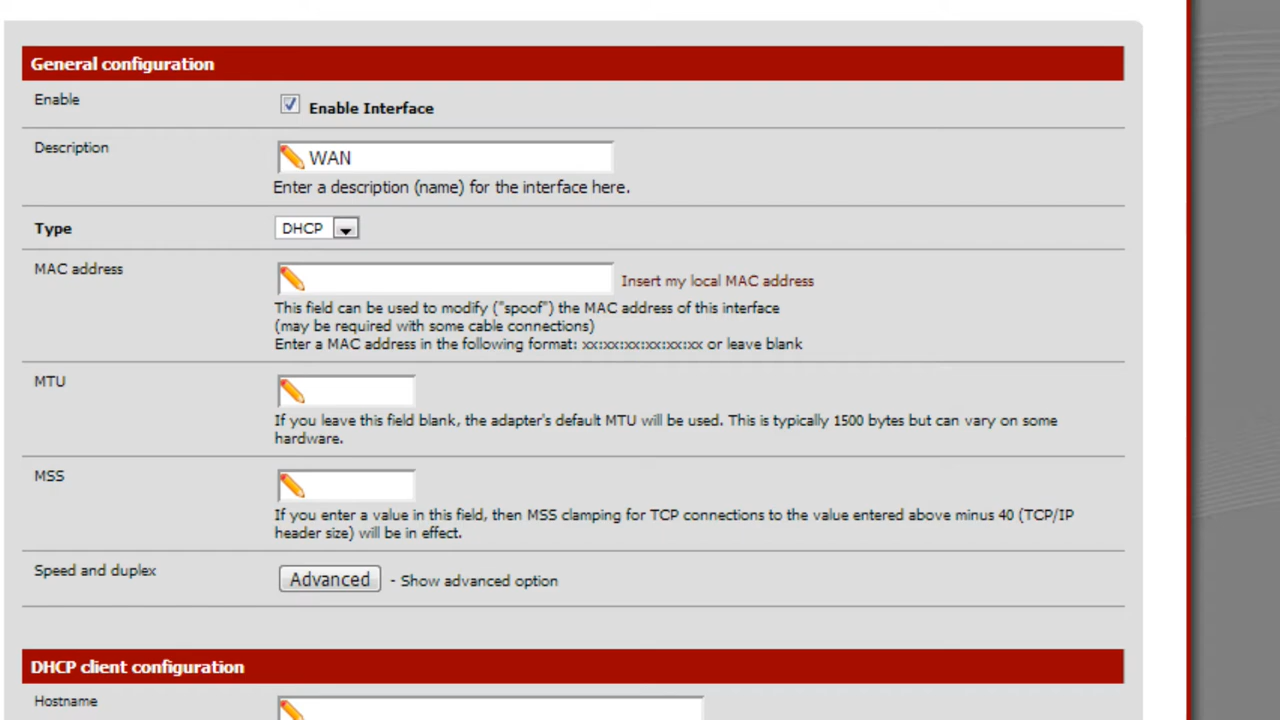 General configuration
Enable
Enable Interface
Description
WAN
Enter a description (name) for the interface here.
Type
DHCP
MAC address
Insert my local MAC address
This field can be used to modify ("spoof") the MAC address of this interface
(may be required with some cable connections)
Enter a MAC address in the following format: xx:xx:xx:xx:xx:xx or leave blank
MTU
If you leave this field blank, the adapter's default MTU will be used. This is typically 1500 bytes but can vary on some
hardware.
MSS
If you enter a value in this field, then MSS clamping for TCP connections to the value entered above minus 40 (TCP/IP
header size) will be in effect.
Speed and duplex
Advanced - Show advanced option
DHCP client configuration
Hostname